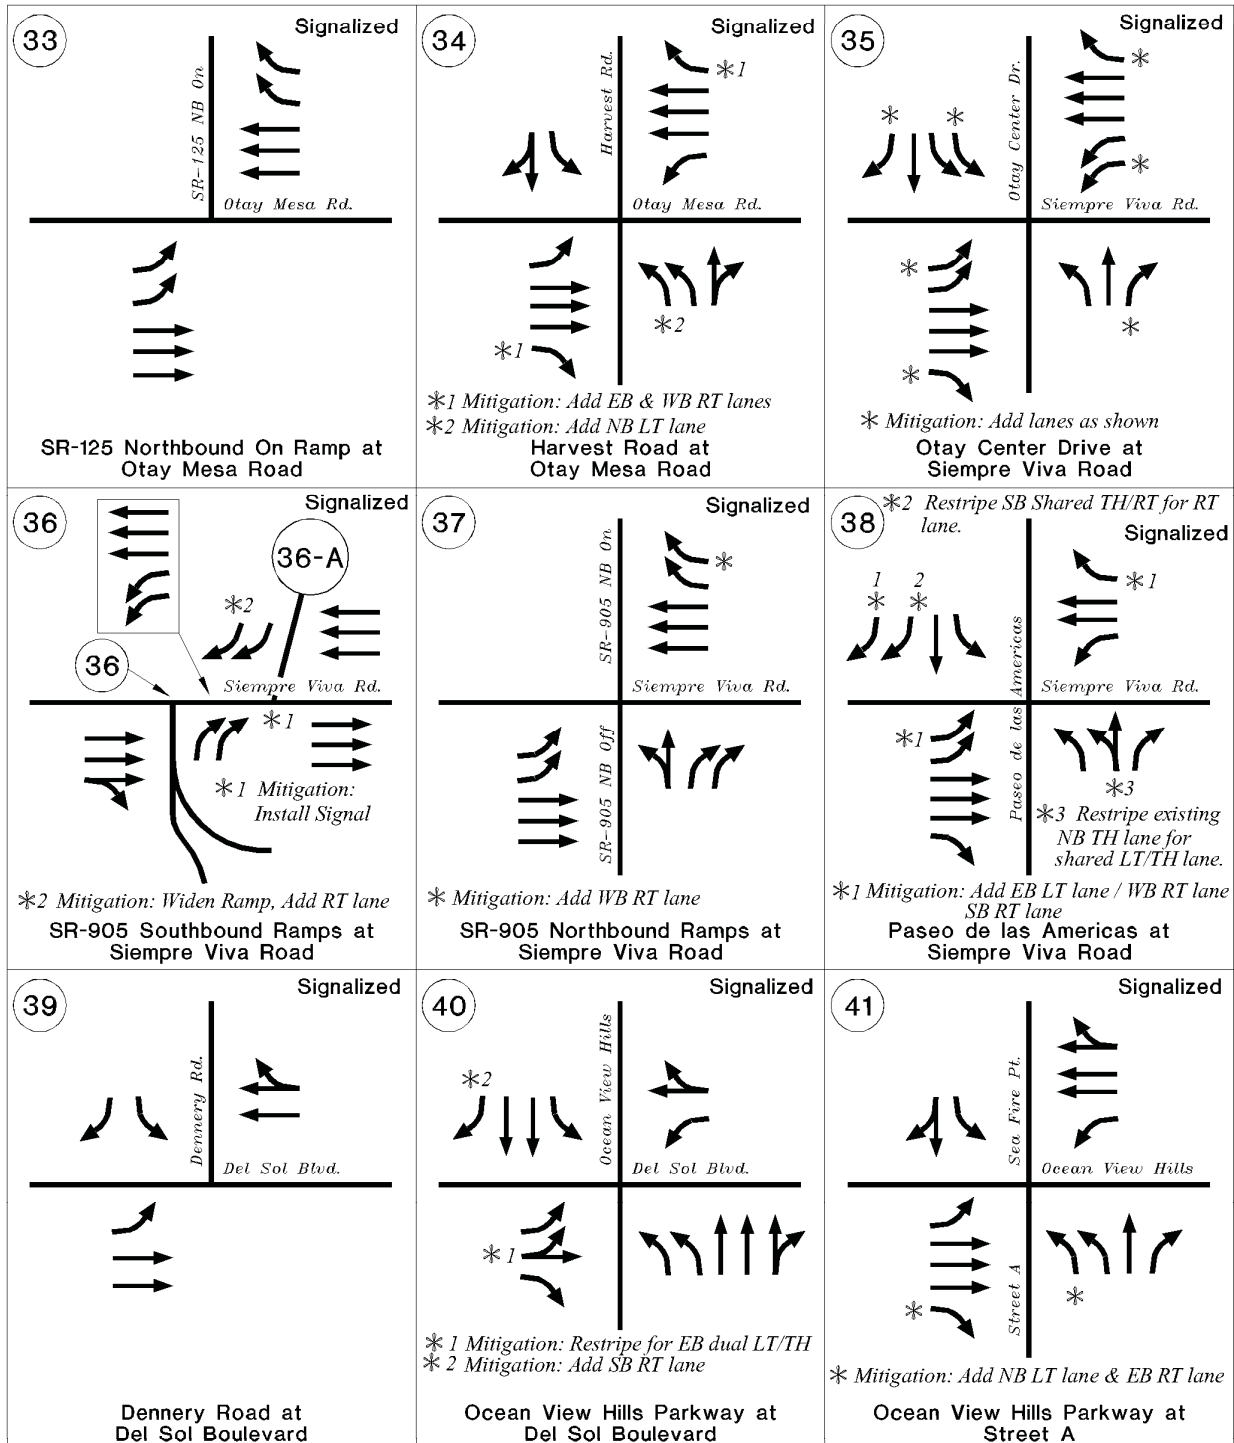 33
Signalized
SR-125 NB On
Otay Mesa Rd.
SR-125 Northbound On Ramp at
Otay Mesa Road
34
Signalized
Harvest Rd.
✻1
Otay Mesa Rd.
✻1
✻2
✻1 Mitigation: Add EB & WB RT lanes
✻2 Mitigation: Add NB LT lane
Harvest Road at
Otay Mesa Road
35
Signalized
Otay Center Dr.
✻
✻
✻
✻
Siempre Viva Rd.
✻
✻
✻
✻ Mitigation: Add lanes as shown
Otay Center Drive at
Siempre Viva Road
36
Signalized
36-A
✻2
36
Siempre Viva Rd.
✻1
✻1 Mitigation:
Install Signal
✻2 Mitigation: Widen Ramp, Add RT lane
SR-905 Southbound Ramps at
Siempre Viva Road
37
Signalized
SR-905 NB On
✻
Siempre Viva Rd.
SR-905 NB Off
✻ Mitigation: Add WB RT lane
SR-905 Northbound Ramps at
Siempre Viva Road
38
✻2 Restripe SB Shared TH/RT for RT
lane.
Signalized
1
✻
2
✻
✻1
Paseo de las Americas
Siempre Viva Rd.
✻1
✻3
✻3 Restripe existing
NB TH lane for
shared LT/TH lane.
✻1 Mitigation: Add EB LT lane / WB RT lane
SB RT lane
Paseo de las Americas at
Siempre Viva Road
39
Signalized
Dennery Rd.
Del Sol Blvd.
Dennery Road at
Del Sol Boulevard
40
Signalized
✻2
Ocean View Hills
Del Sol Blvd.
✻1
✻ 1 Mitigation: Restripe for EB dual LT/TH
✻ 2 Mitigation: Add SB RT lane
Ocean View Hills Parkway at
Del Sol Boulevard
41
Signalized
Sea Fire Pt.
Ocean View Hills
Street A
✻
✻
✻ Mitigation: Add NB LT lane & EB RT lane
Ocean View Hills Parkway at
Street A